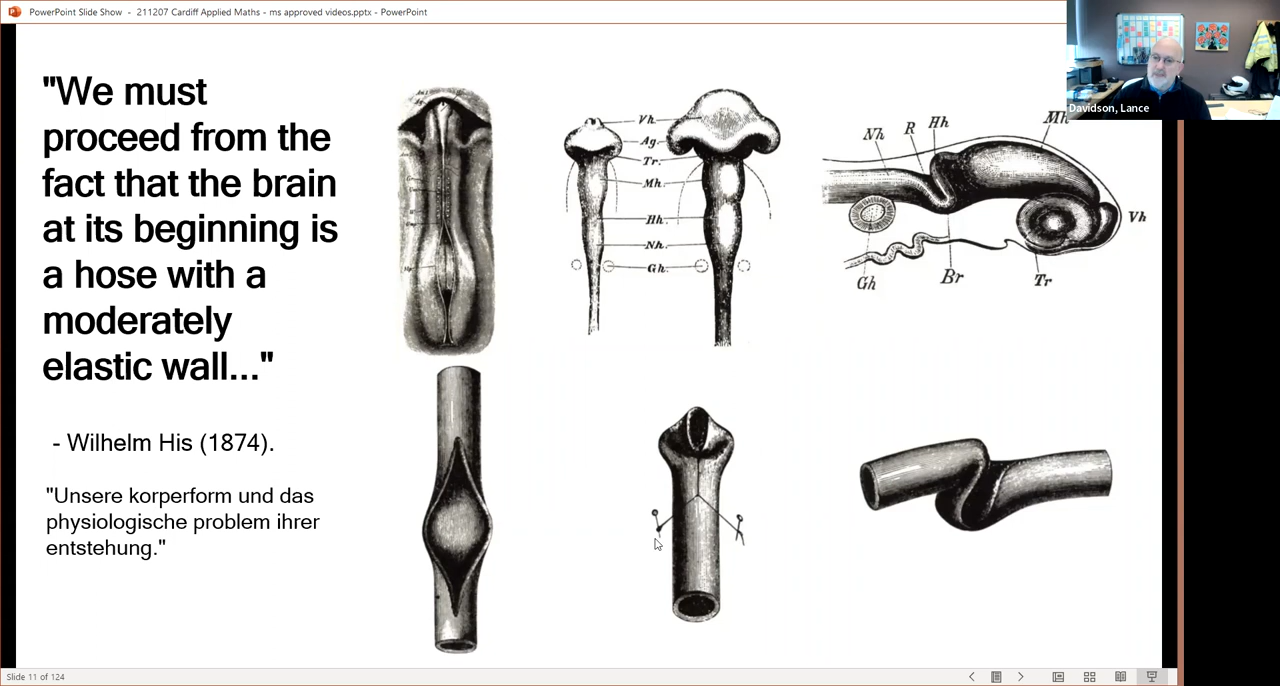 PowerPoint Slide Show - 211207 Cardiff Applied Maths - ms approved videos.pptx - PowerPoint
Davidson, Lance
"We must
proceed from the
fact that the brain
at its beginning is
a hose with a
moderately
elastic wall..."
- Wilhelm His (1874).
"Unsere korperform und das
physiologische problem ihrer
entstehung."
Vh.
Ag.
Tr.
Mh.
Hh.
Nh.
Gh.
Nh
R
Hh
Mh
Vh
Gh
Br
Tr
Slide 11 of 124